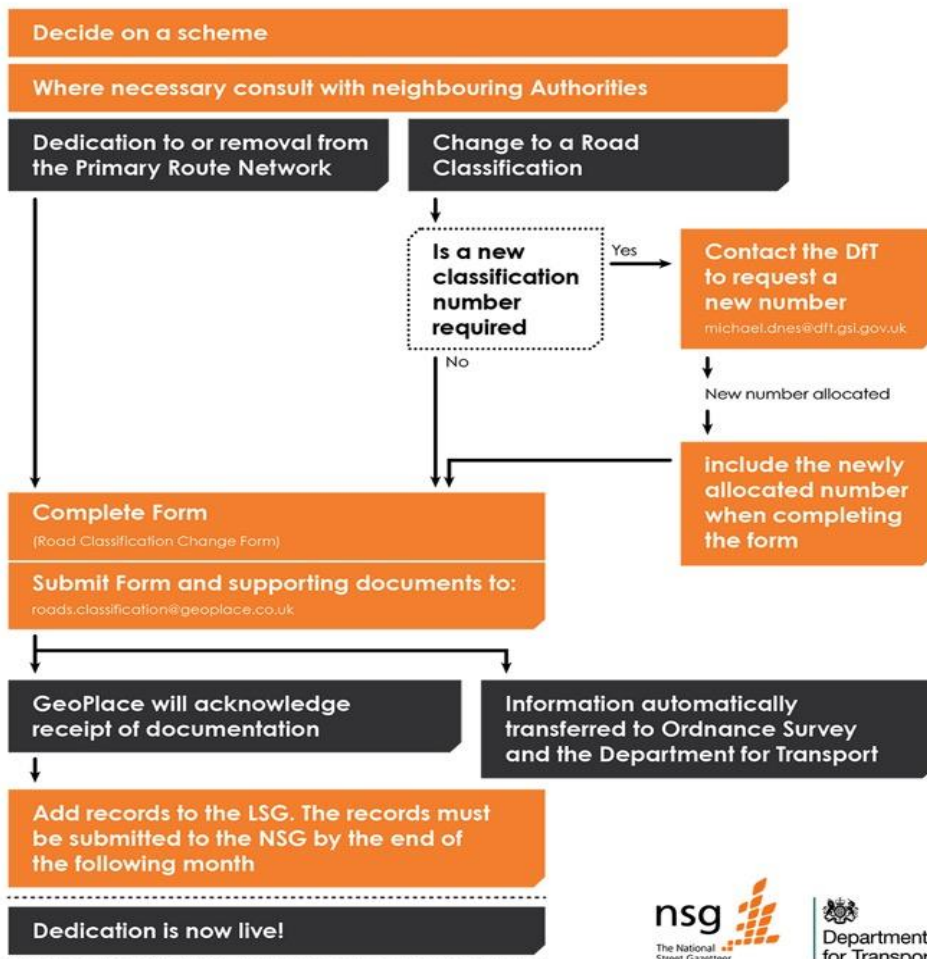 Decide on a scheme
Where necessary consult with neighbouring Authorities
Dedication to or removal from
the Primary Route Network
Change to a Road
Classification
Is a new
classification
number
required
Yes
No
Contact the DfT
to request a
new number
michael.dnes@dft.gsi.gov.uk
New number allocated
include the newly
allocated number
when completing
the form
Complete Form
(Road Classification Change Form)
Submit Form and supporting documents to:
roads.classification@geoplace.co.uk
GeoPlace will acknowledge
receipt of documentation
Information automatically
transferred to Ordnance Survey
and the Department for Transport
Add records to the LSG. The records must
be submitted to the NSG by the end of
the following month
Dedication is now live!
nsg
The National
Street Gazetteer
Department
for Transport